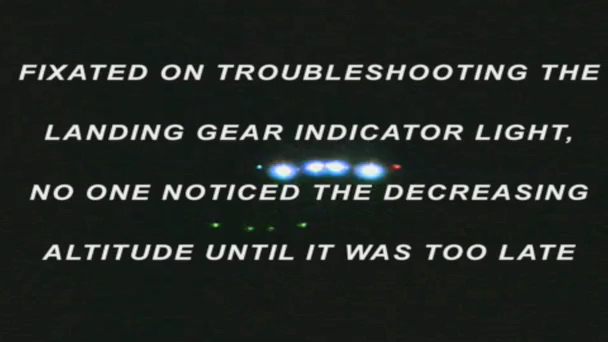 FIXATED ON TROUBLESHOOTING THE
LANDING GEAR INDICATOR LIGHT,
NO ONE NOTICED THE DECREASING
ALTITUDE UNTIL IT WAS TOO LATE